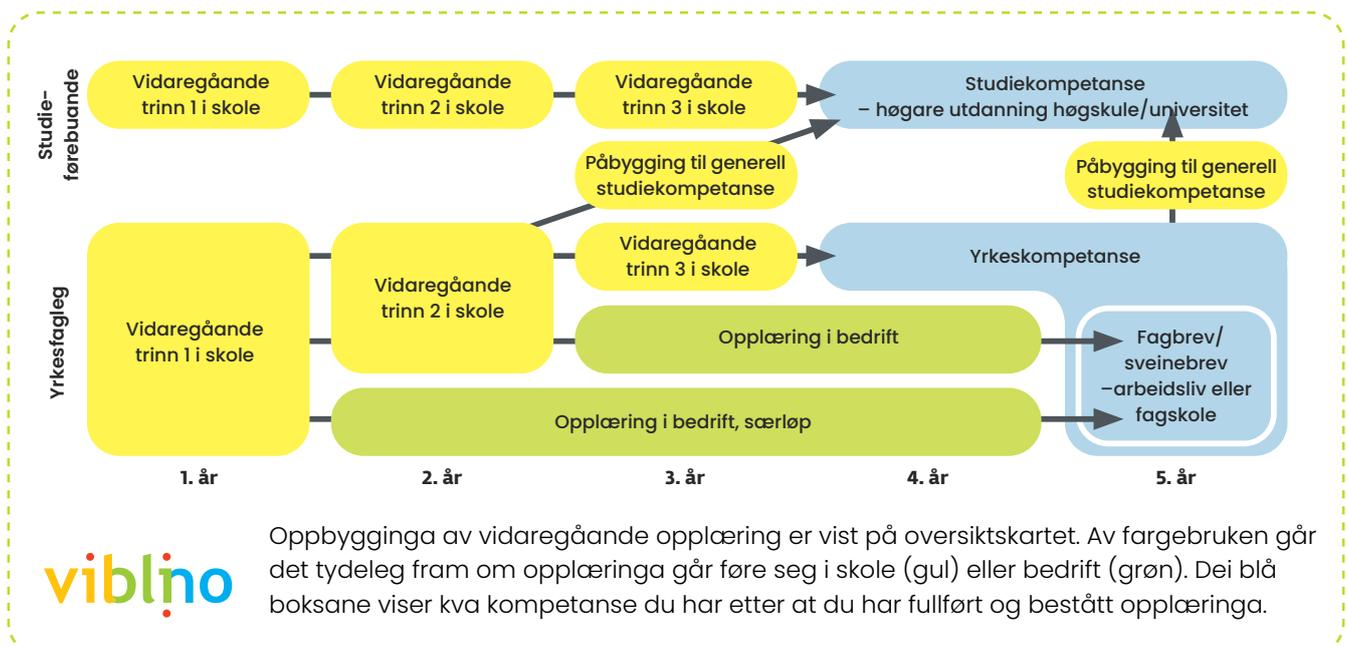 Studie-
førebuande
Vidaregåande
trinn 1 i skole
Vidaregåande
trinn 2 i skole
Vidaregåande
trinn 3 i skole
Studiekompetanse
– høgare utdanning høgskule/universitet
Påbygging til generell
studiekompetanse
Påbygging til generell
studiekompetanse
Yrkesfagleg
Vidaregåande
trinn 1 i skole
Vidaregåande
trinn 2 i skole
Vidaregåande
trinn 3 i skole
Yrkeskompetanse
Opplæring i bedrift
Fagbrev/
sveinebrev
–arbeidsliv eller
fagskole
Opplæring i bedrift, særløp
1. år
2. år
3. år
4. år
5. år
viblino
Oppbygginga av vidaregåande opplæring er vist på oversiktskartet. Av fargebruken går
det tydeleg fram om opplæringa går føre seg i skole (gul) eller bedrift (grøn). Dei blå
boksane viser kva kompetanse du har etter at du har fullført og bestått opplæringa.